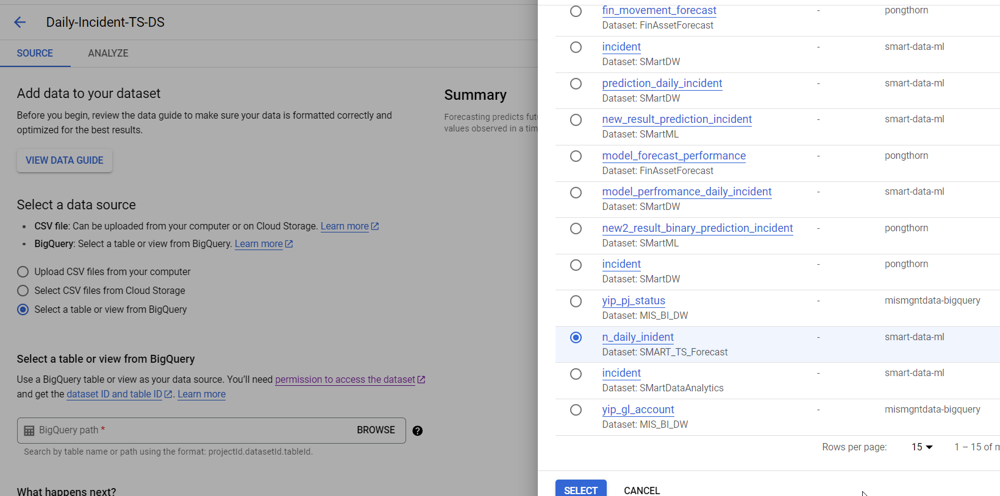 Daily-Incident-TS-DS
SOURCE ANALYZE
Add data to your dataset
Before you begin, review the data guide to make sure your data is formatted correctly and
optimized for the best results.
VIEW DATA GUIDE
Select a data source
• CSV file: Can be uploaded from your computer or on Cloud Storage. Learn more
• BigQuery: Select a table or view from BigQuery. Learn more
Upload CSV files from your computer
Select CSV files from Cloud Storage
Select a table or view from BigQuery
Select a table or view from BigQuery
Use a BigQuery table or view as your data source. You’ll need permission to access the dataset
and get the dataset ID and table ID. Learn more
BigQuery path * BROWSE
Search by table name or path using the format: projectId.datasetId.tableId.
What happens next?
Summary
Forecasting predicts fut
values observed in a tim
fin_movement_forecast - pongthorn
Dataset: FinAssetForecast
incident - smart-data-ml
Dataset: SMartDW
prediction_daily_incident - smart-data-ml
Dataset: SMartDW
new_result_prediction_incident - smart-data-ml
Dataset: SMartML
model_forecast_performance - pongthorn
Dataset: FinAssetForecast
model_perfromance_daily_incident - smart-data-ml
Dataset: SMartDW
new2_result_binary_prediction_incident - pongthorn
Dataset: SMartML
incident - pongthorn
Dataset: SMartDW
yip_pj_status - mismgntdata-bigquery
Dataset: MIS_BI_DW
n_daily_inident - smart-data-ml
Dataset: SMART_TS_Forecast
incident - smart-data-ml
Dataset: SMartDataAnalytics
yip_gl_account - mismgntdata-bigquery
Dataset: MIS_BI_DW
Rows per page: 15 1 – 15 of
SELECT CANCEL